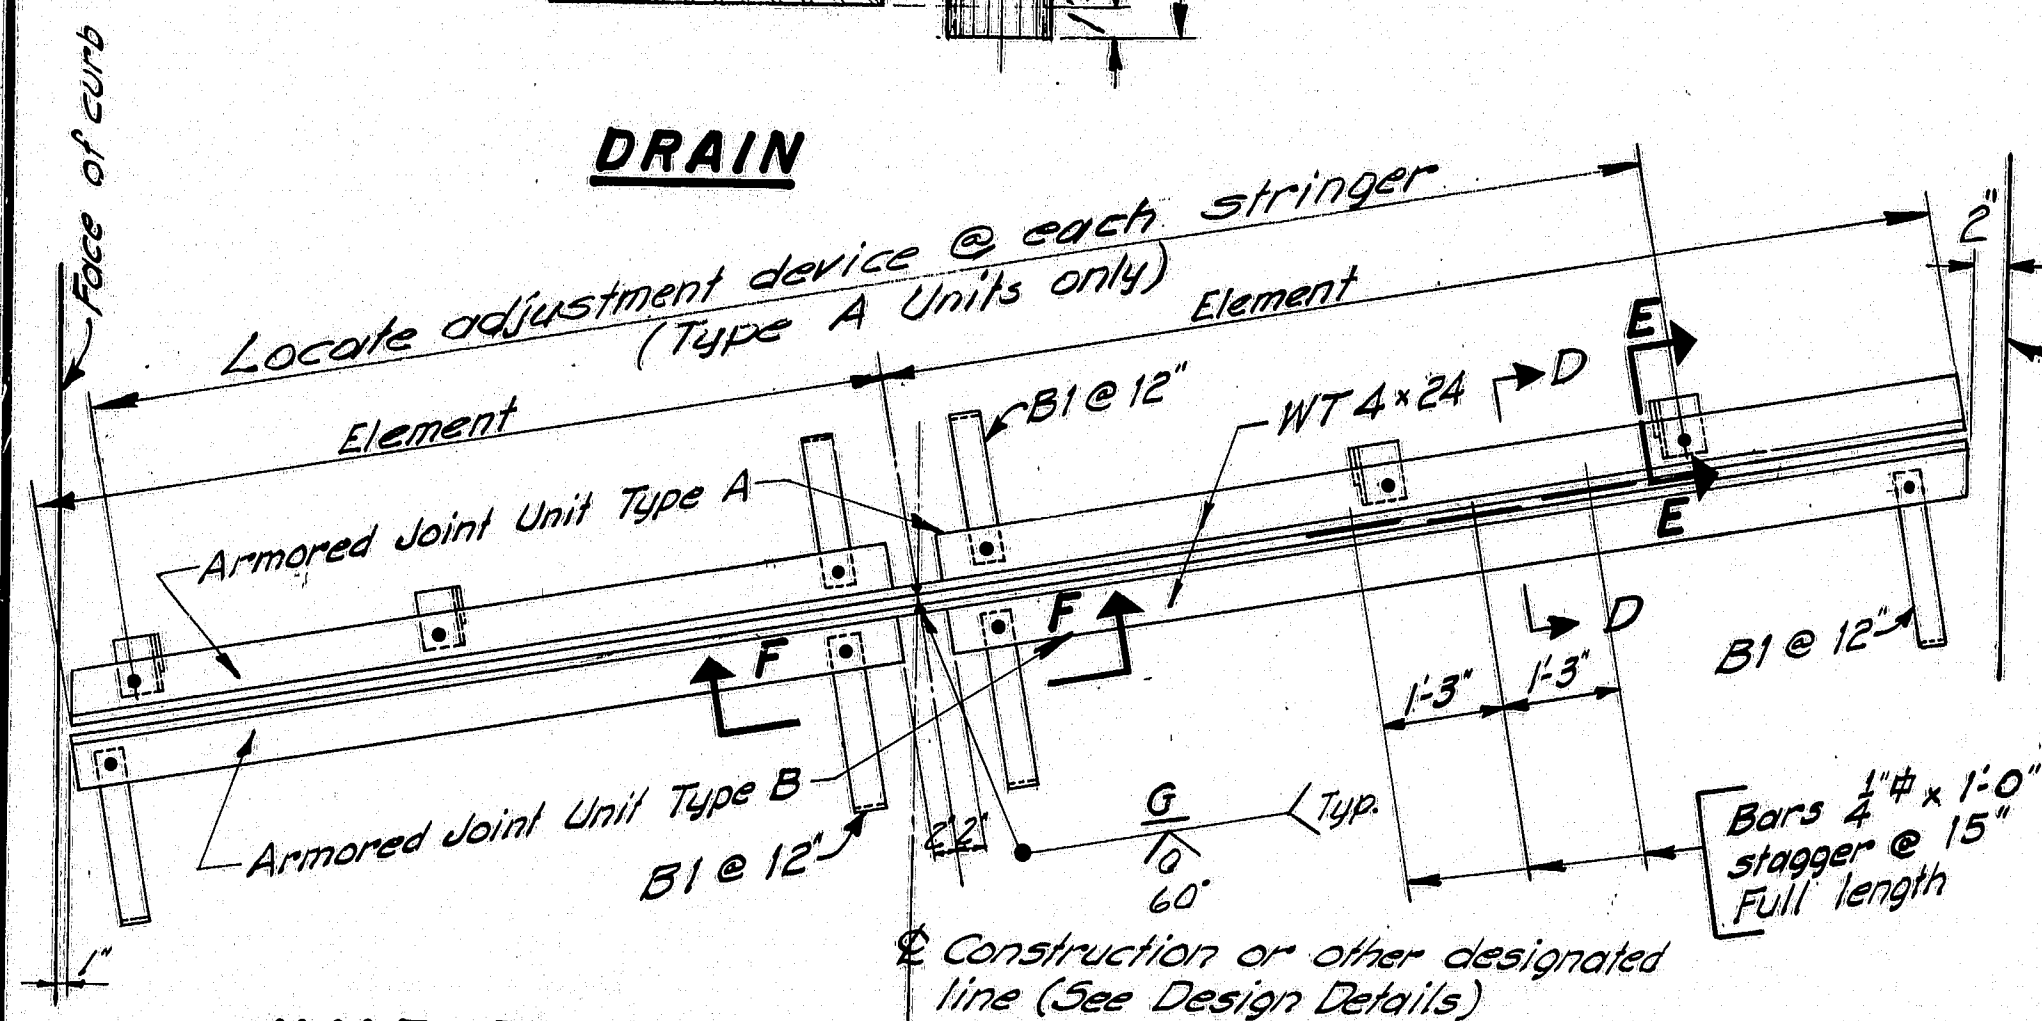 Face of curb
DRAIN
Locate adjustment device @ each stringer
(Type A Units only)
Element
Element
2"
E
B1 @ 12"
WT 4 x 24
D
Armored Joint Unit Type A
E
F
F
D
B1 @ 12"
1'-3"
1'-3"
Armored Joint Unit Type B
B1 @ 12"
2" 2"
G
0
60°
Typ.
Bars 1/4" ⌽ x 1'-0"
stagger @ 15"
Full length
1"
℄ Construction or other designated
line (See Design Details)